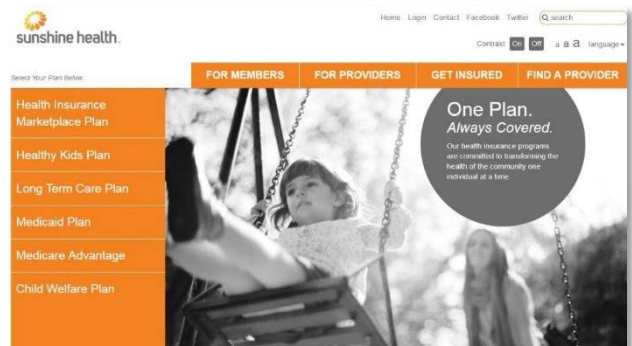 sunshine health.
Home Login Contact Facebook Twitter search
Contrast: On Off a a a language
Select Your Plan Below
FOR MEMBERS FOR PROVIDERS GET INSURED FIND A PROVIDER
Health Insurance
Marketplace Plan
Healthy Kids Plan
Long Term Care Plan
Medicaid Plan
Medicare Advantage
Child Welfare Plan
One Plan.
Always Covered.
Our health insurance programs
are committed to transforming the
health of the community one
individual at a time.